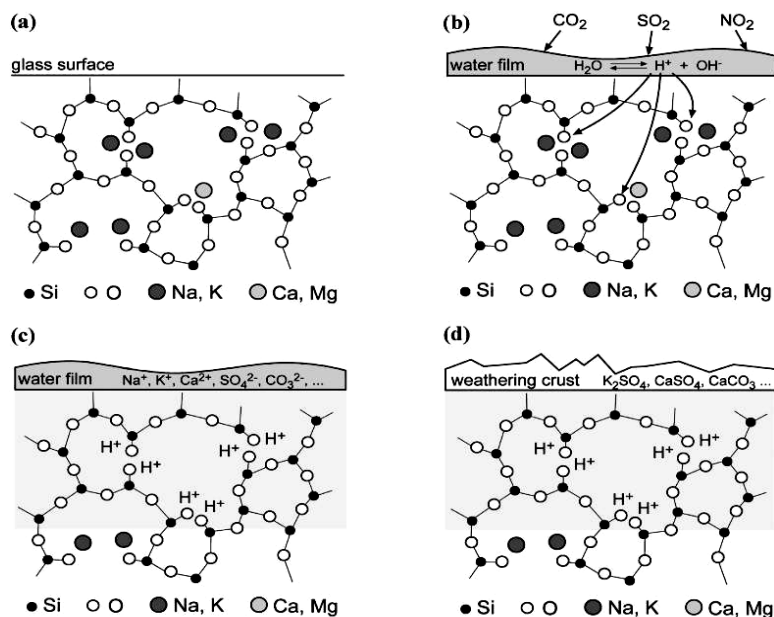 (a)
glass surface
Si O Na, K Ca, Mg
(b)
CO2 SO2 NO2
water film H2O H+ + OH-
Si O Na, K Ca, Mg
(c)
water film Na+, K+, Ca2+, SO42-, CO32-, ...
H+ H+
H+ H+
H+ H+
Si O Na, K Ca, Mg
(d)
weathering crust K2SO4, CaSO4, CaCO3 ...
H+ H+
H+ H+
H+ H+
Si O Na, K Ca, Mg